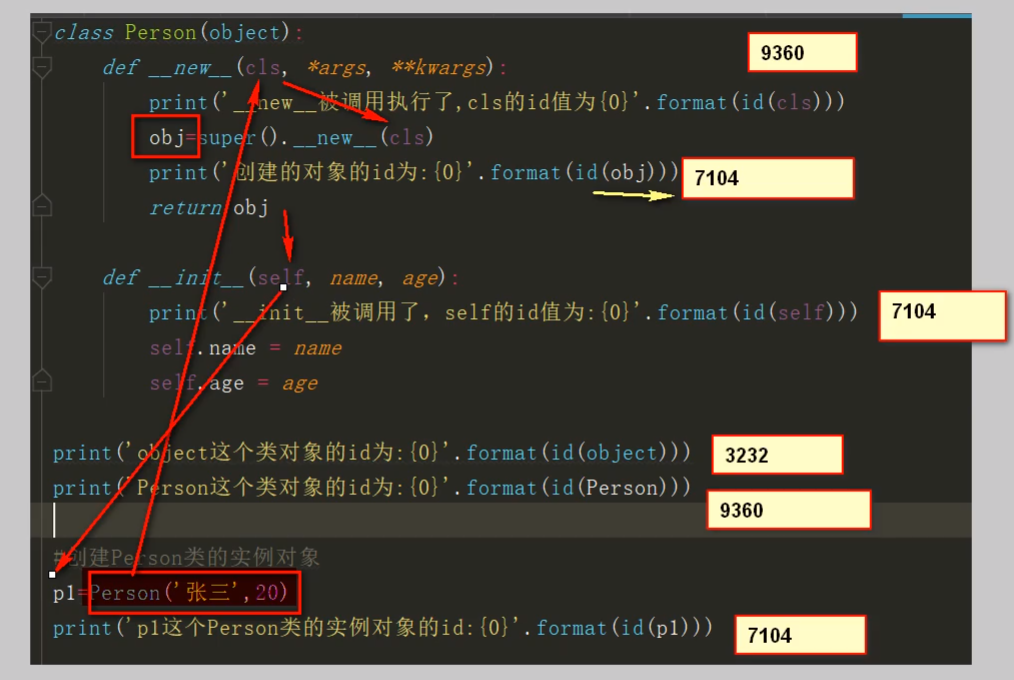 class Person(object):
def __new__(cls, *args, **kwargs):
9360
print('__new__被调用执行了,cls的id值为{0}'.format(id(cls)))
obj=super().__new__(cls)
print('创建的对象的id为:{0}'.format(id(obj)))
7104
return obj
def __init__(self, name, age):
print('__init__被调用了，self的id值为:{0}'.format(id(self)))
7104
self.name = name
self.age = age
print('object这个类对象的id为:{0}'.format(id(object)))
3232
print('Person这个类对象的id为:{0}'.format(id(Person)))
9360
#创建Person类的实例对象
p1=Person('张三',20)
print('p1这个Person类的实例对象的id:{0}'.format(id(p1)))
7104